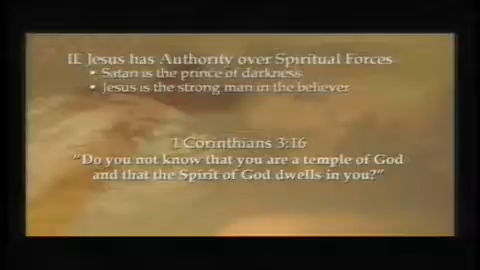 II. Jesus has Authority over Spiritual Forces
• Satan is the prince of darkness
• Jesus is the strong man in the believer
1 Corinthians 3:16
“Do you not know that you are a temple of God
and that the Spirit of God dwells in you?”